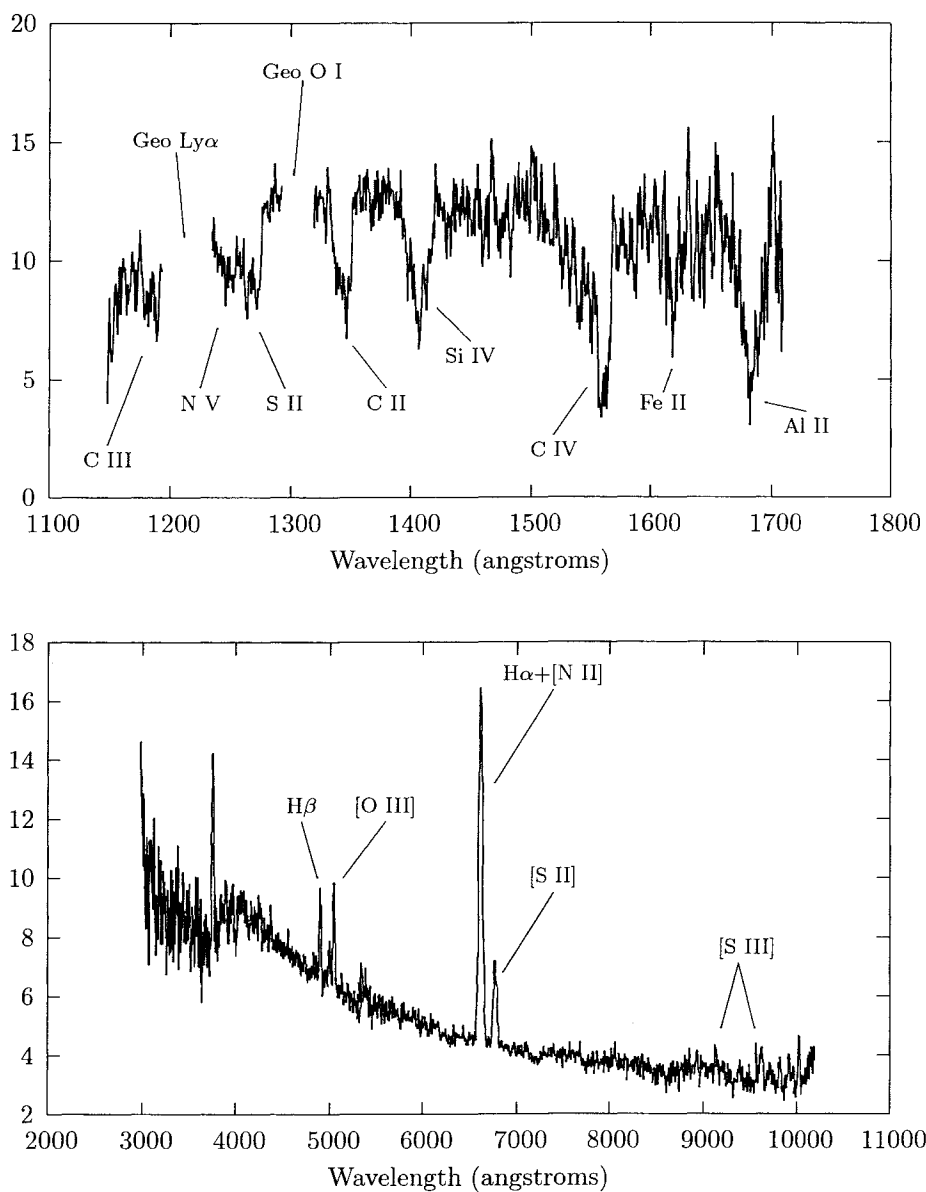 20
15
10
5
0
Geo O I
Geo Lyα
Si IV
N V
S II
C II
Fe II
Al II
C IV
C III
1100 1200 1300 1400 1500 1600 1700 1800
Wavelength (angstroms)
18
16
14
12
10
8
6
4
2
Hα+[N II]
Hβ
[O III]
[S II]
[S III]
2000 3000 4000 5000 6000 7000 8000 9000 10000 11000
Wavelength (angstroms)